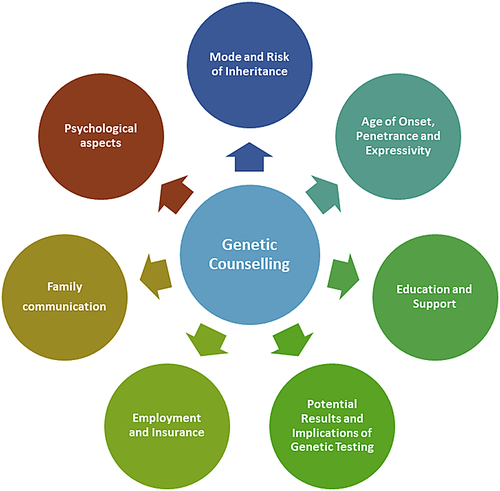 Mode and Risk
of Inheritance
Age of Onset,
Penetrance and
Expressivity
Education and
Support
Potential
Results and
Implications of
Genetic Testing
Employment
and Insurance
Family
communication
Psychological
aspects
Genetic
Counselling